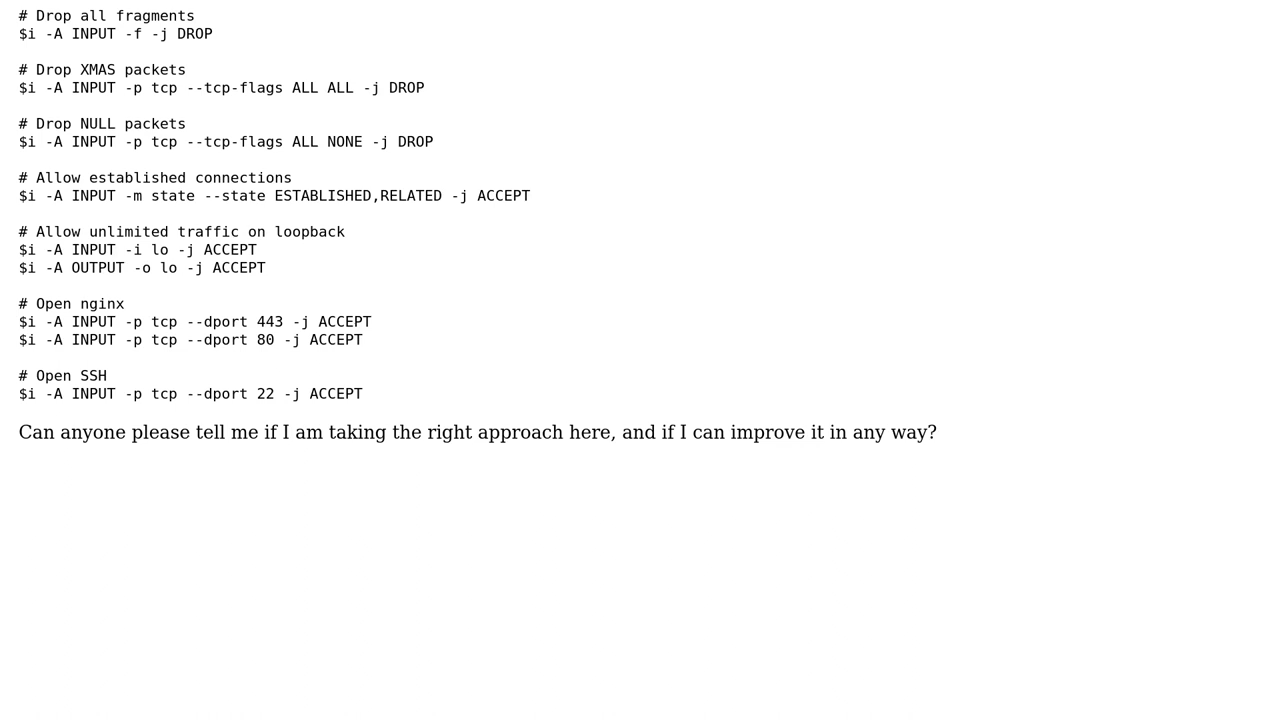 # Drop all fragments
$i -A INPUT -f -j DROP
# Drop XMAS packets
$i -A INPUT -p tcp --tcp-flags ALL ALL -j DROP
# Drop NULL packets
$i -A INPUT -p tcp --tcp-flags ALL NONE -j DROP
# Allow established connections
$i -A INPUT -m state --state ESTABLISHED,RELATED -j ACCEPT
# Allow unlimited traffic on loopback
$i -A INPUT -i lo -j ACCEPT
$i -A OUTPUT -o lo -j ACCEPT
# Open nginx
$i -A INPUT -p tcp --dport 443 -j ACCEPT
$i -A INPUT -p tcp --dport 80 -j ACCEPT
# Open SSH
$i -A INPUT -p tcp --dport 22 -j ACCEPT
Can anyone please tell me if I am taking the right approach here, and if I can improve it in any way?